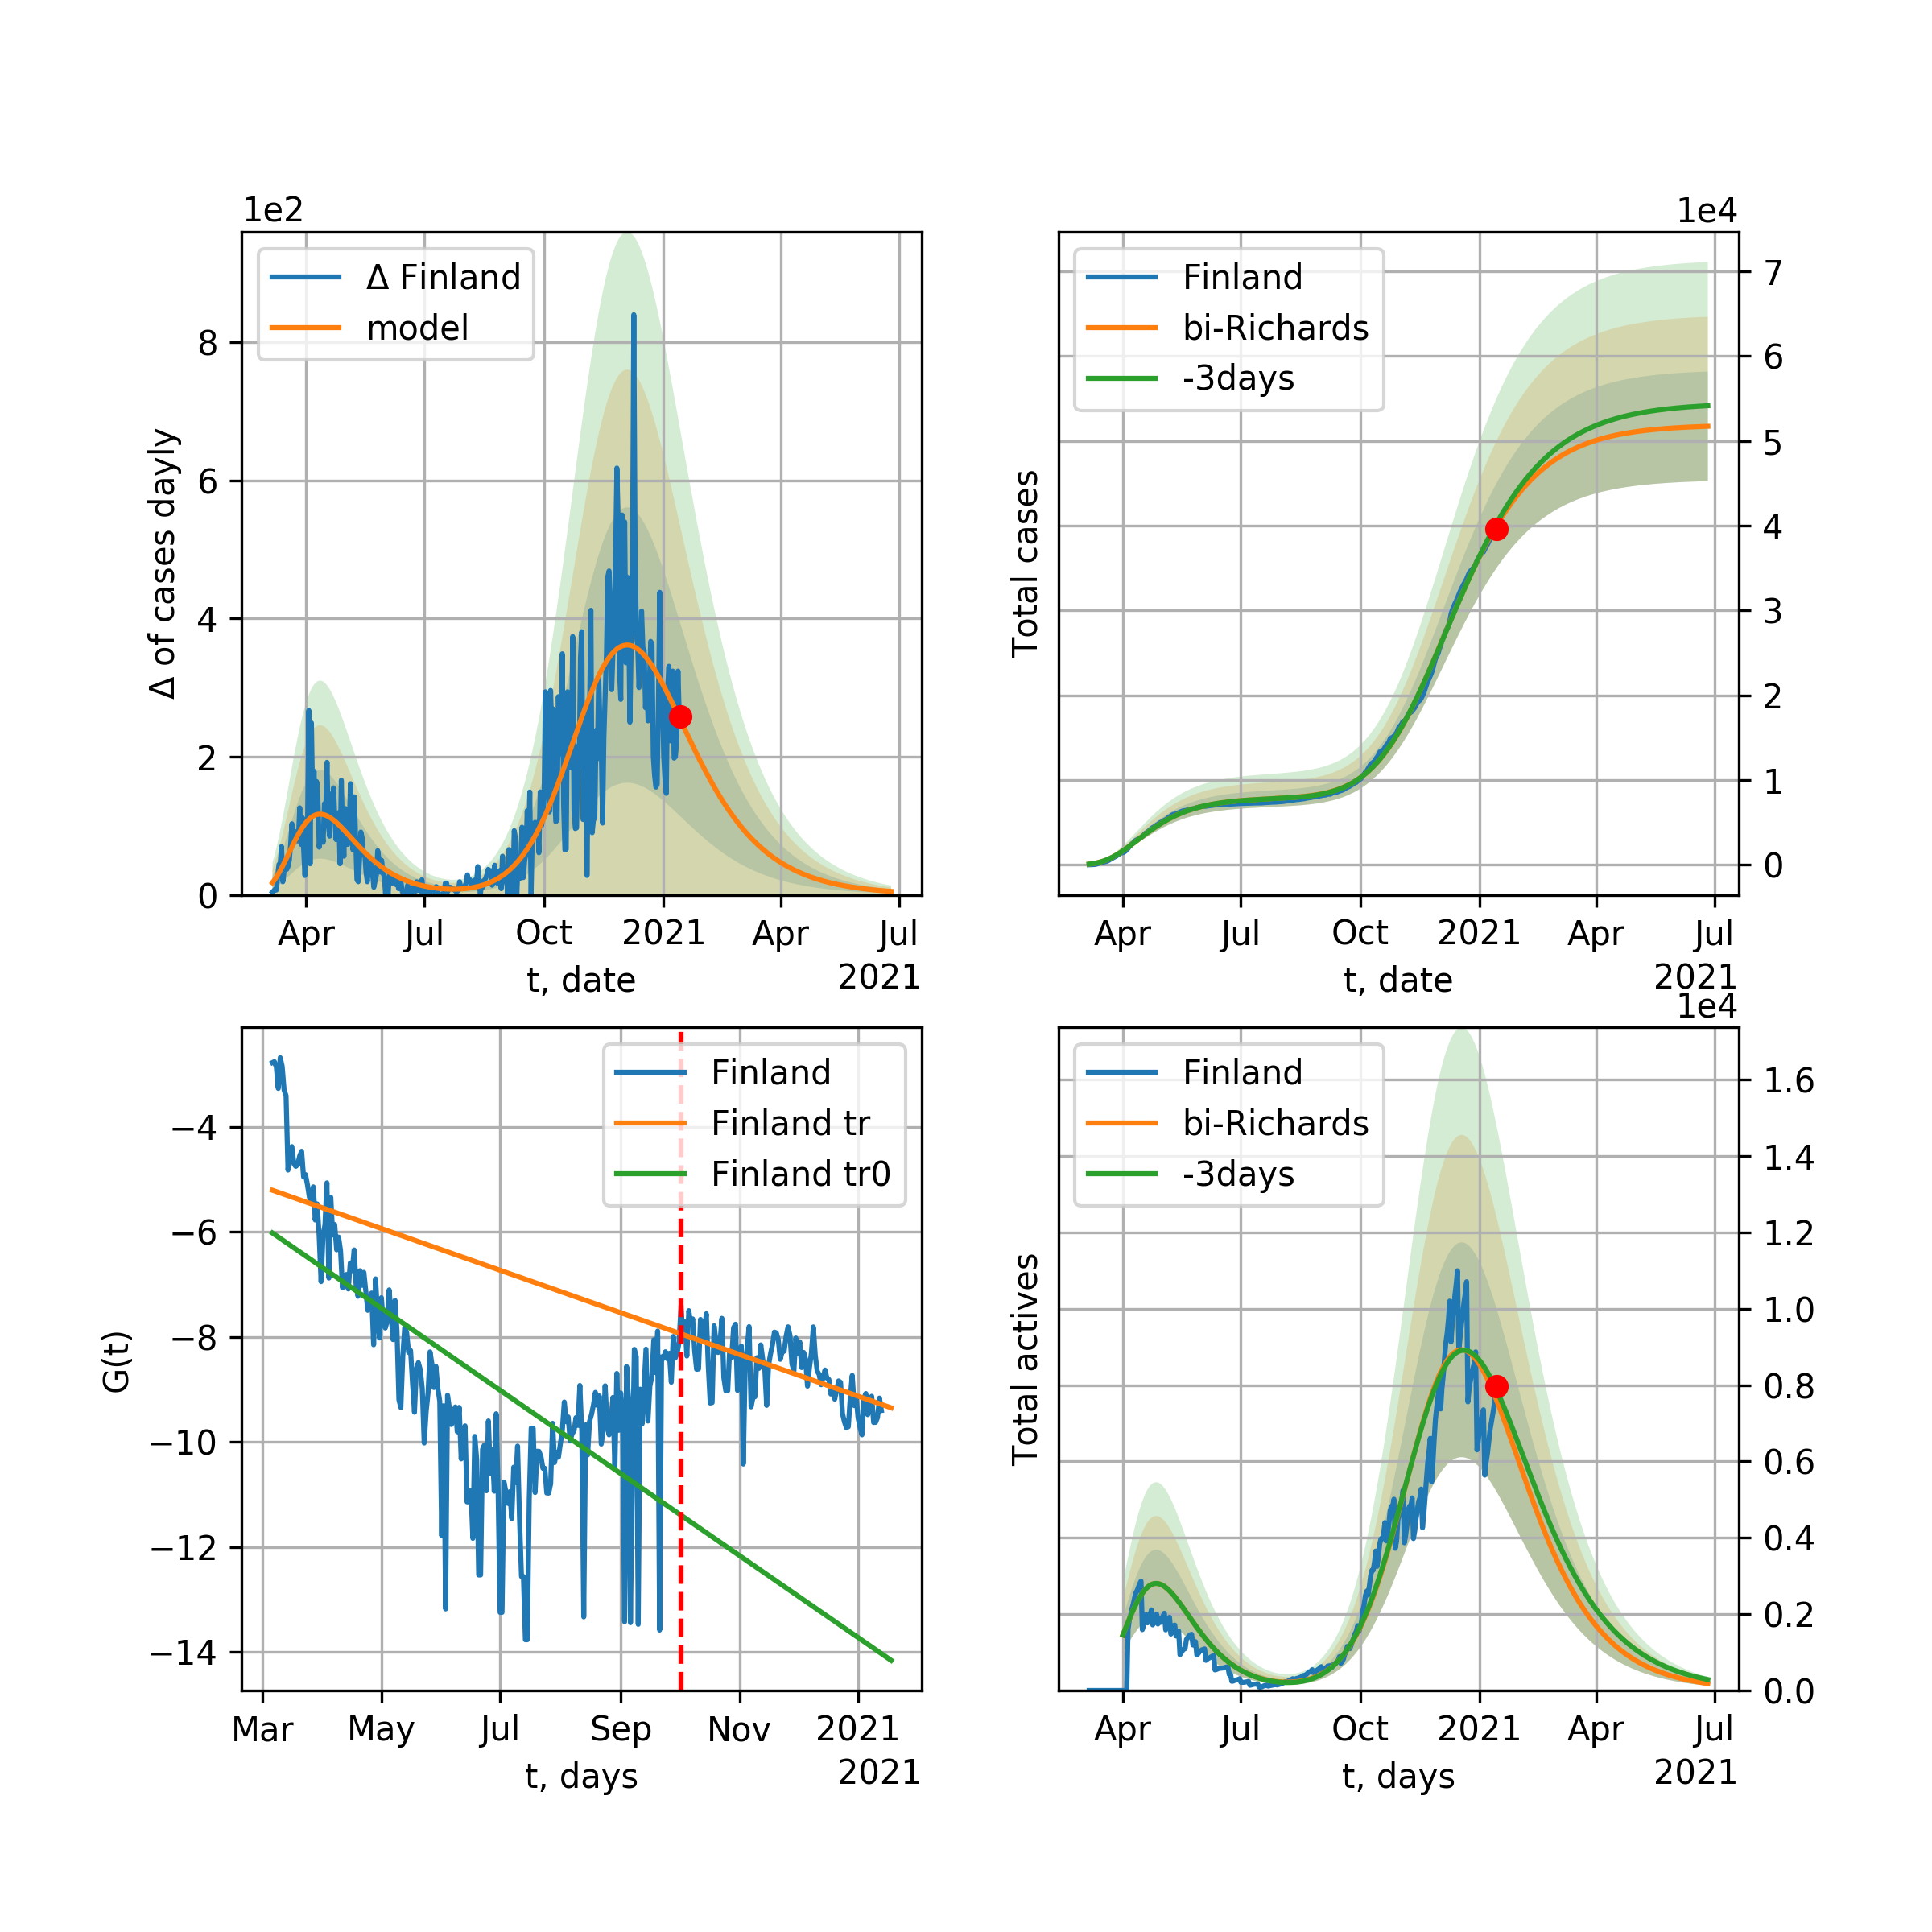 1e2
Δ Finland
model
8
6
4
2
0
Δ of cases dayly
Apr Jul Oct 2021 Apr Jul
t, date
2021
1e4
Finland
bi-Richards
-3days
7
6
5
4
3
2
1
0
Total cases
Apr Jul Oct 2021 Apr Jul
t, date
2021
Finland
Finland tr
Finland tr0
−4
−6
−8
−10
−12
−14
G(t)
Mar May Jul Sep Nov 2021
t, days
2021
1e4
Finland
bi-Richards
-3days
1.6
1.4
1.2
1.0
0.8
0.6
0.4
0.2
0.0
Total actives
Apr Jul Oct 2021 Apr Jul
t, days
2021